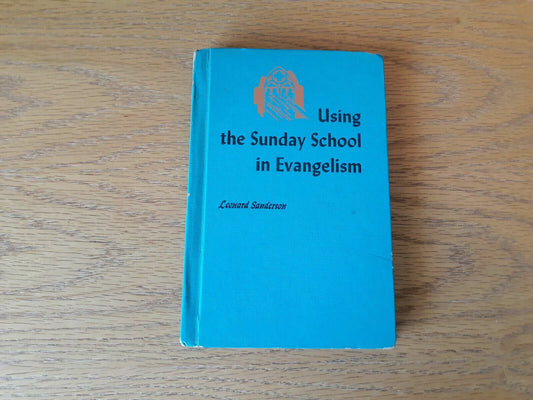 Using
the Sunday School
in Evangelism
Leonard Sanderson